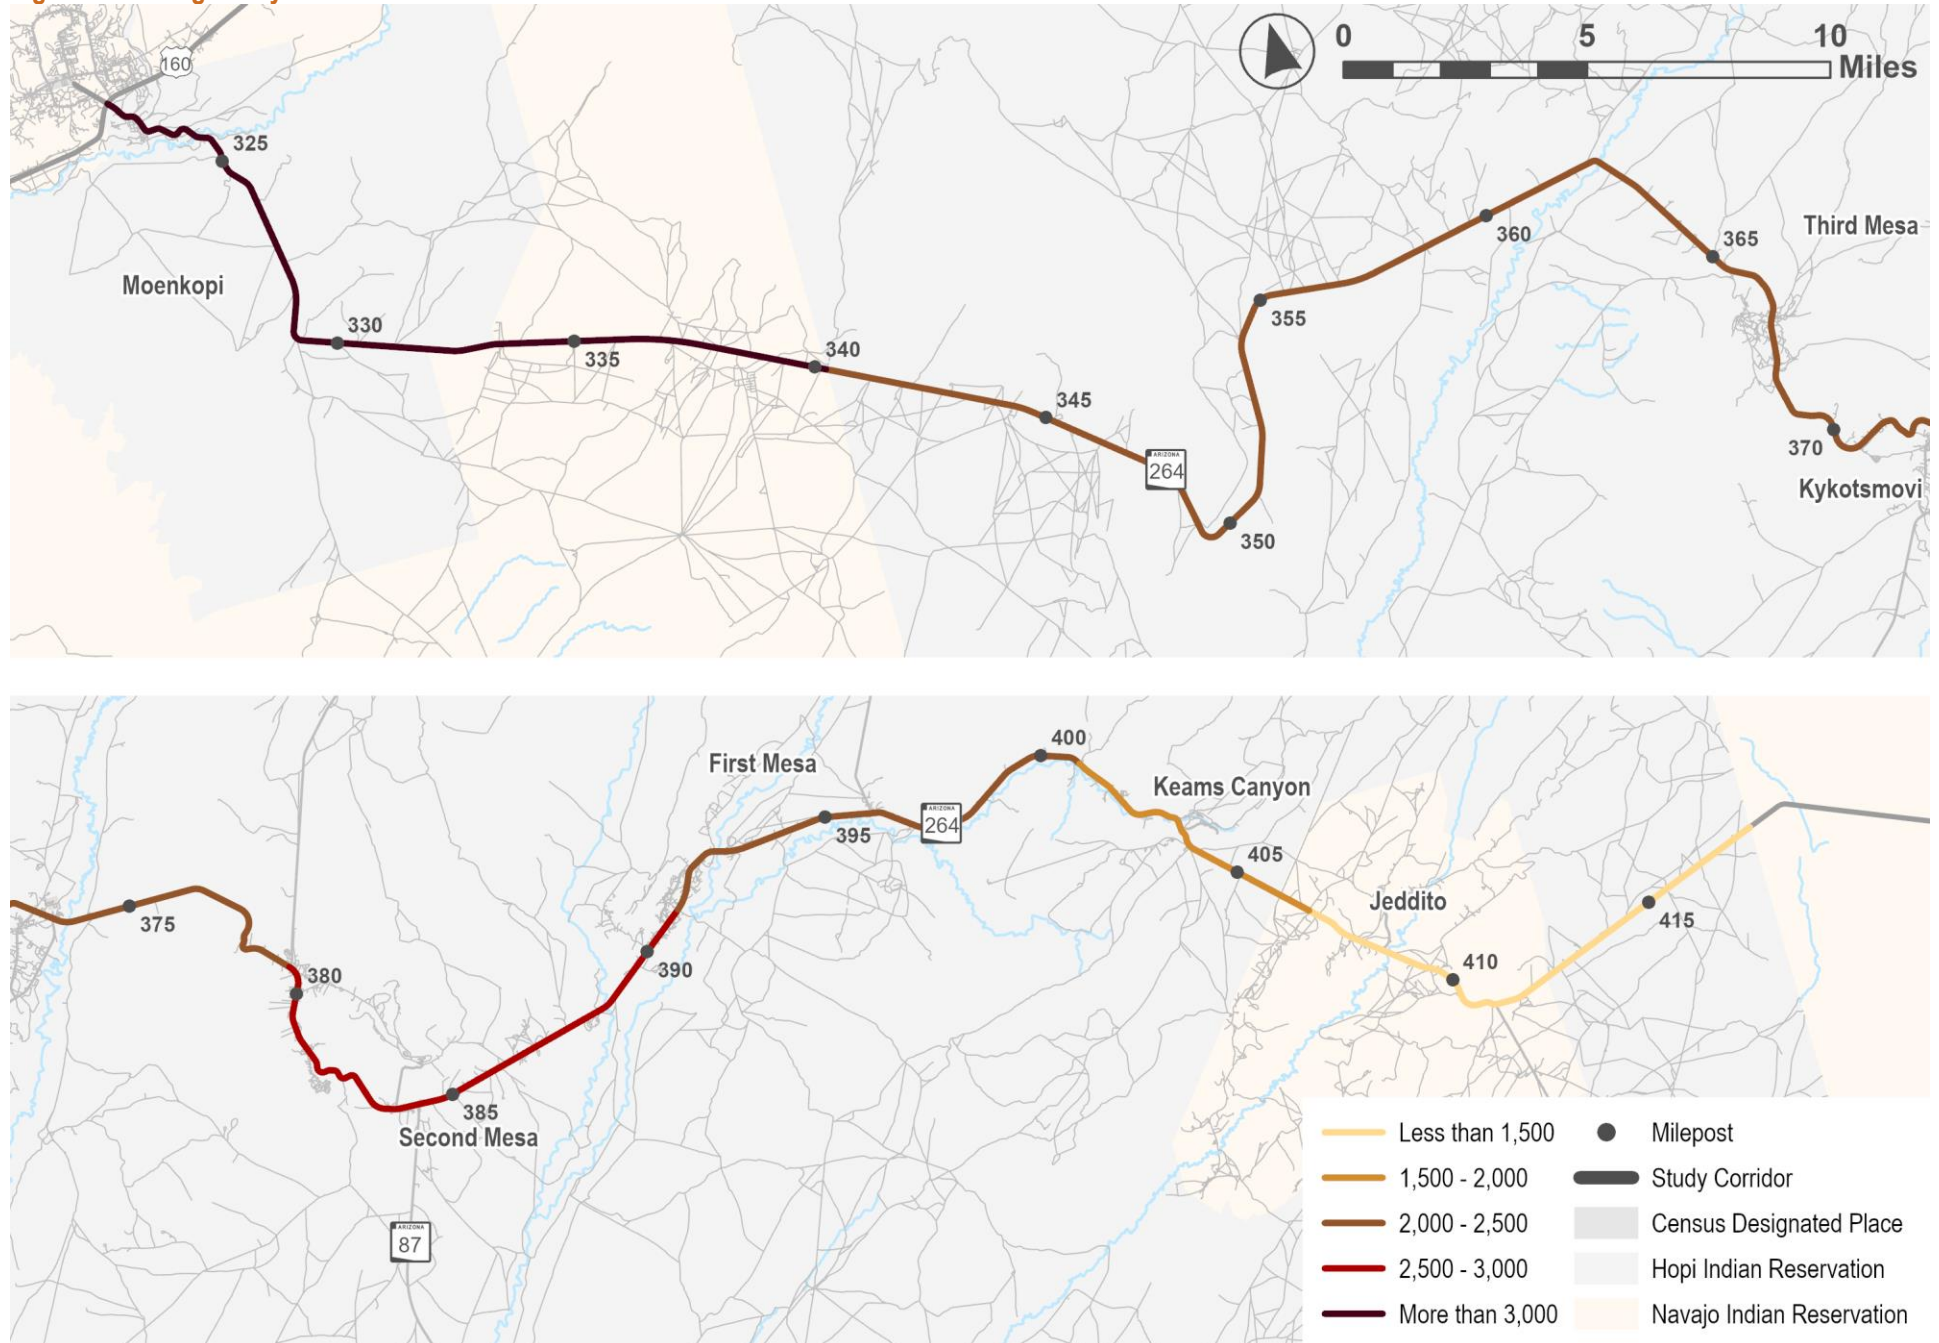 160
0 5 10
Miles
325
Moenkopi
330
335
340
345
ARIZONA
264
350
355
360
365
Third Mesa
370
Kykotsmovi
375
380
385
Second Mesa
ARIZONA
87
390
First Mesa
395
ARIZONA
264
400
Keams Canyon
405
Jeddito
410
415
Less than 1,500
1,500 - 2,000
2,000 - 2,500
2,500 - 3,000
More than 3,000
Milepost
Study Corridor
Census Designated Place
Hopi Indian Reservation
Navajo Indian Reservation